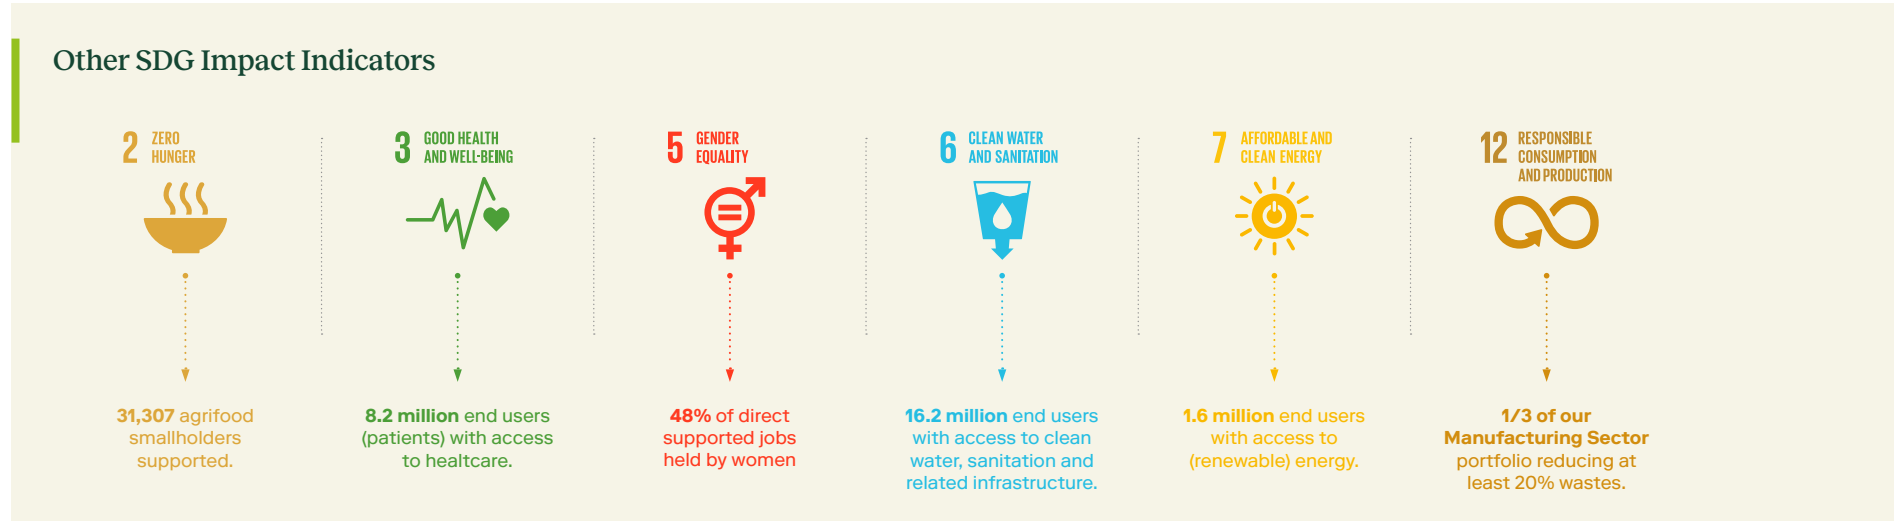 Other SDG Impact Indicators
2 ZERO
HUNGER
31,307 agrifood
smallholders
supported.
3 GOOD HEALTH
AND WELL-BEING
8.2 million end users
(patients) with access
to healtcare.
5 GENDER
EQUALITY
48% of direct
supported jobs
held by women
6 CLEAN WATER
AND SANITATION
16.2 million end users
with access to clean
water, sanitation and
related infrastructure.
7 AFFORDABLE AND
CLEAN ENERGY
1.6 million end users
with access to
(renewable) energy.
12 RESPONSIBLE
CONSUMPTION
AND PRODUCTION
1/3 of our
Manufacturing Sector
portfolio reducing at
least 20% wastes.